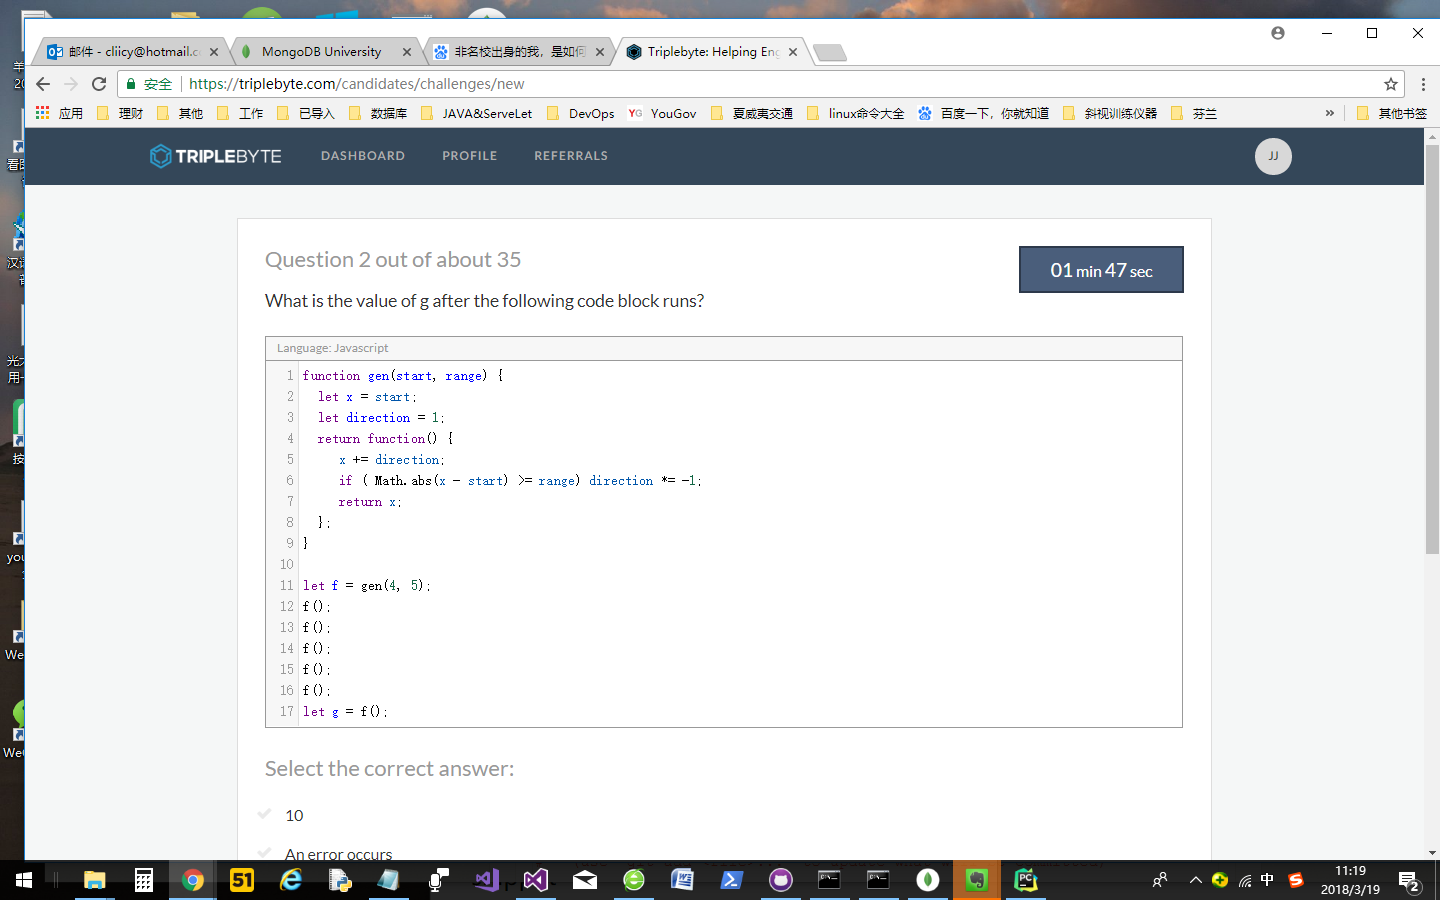 邮件 - cliicy@hotmail.c
MongoDB University
非名校出身的我，是如何
Triplebyte: Helping Eng
安全
https://triplebyte.com/candidates/challenges/new
应用
理财
其他
工作
已导入
数据库
JAVA&ServeLet
DevOps
YG YouGov
夏威夷交通
linux命令大全
百度一下，你就知道
斜视训练仪器
芬兰
»
其他书签
TRIPLEBYTE
DASHBOARD
PROFILE
REFERRALS
JJ
Question 2 out of about 35
01 min 47 sec
What is the value of g after the following code block runs?
Language: Javascript
1 function gen(start, range) {
2 let x = start;
3 let direction = 1;
4 return function() {
5 x += direction;
6 if ( Math.abs(x - start) >= range) direction *= -1;
7 return x;
8 };
9 }
10
11 let f = gen(4, 5);
12 f();
13 f();
14 f();
15 f();
16 f();
17 let g = f();
Select the correct answer:
10
An error occurs
51
PC
中
11:19
2018/3/19
2